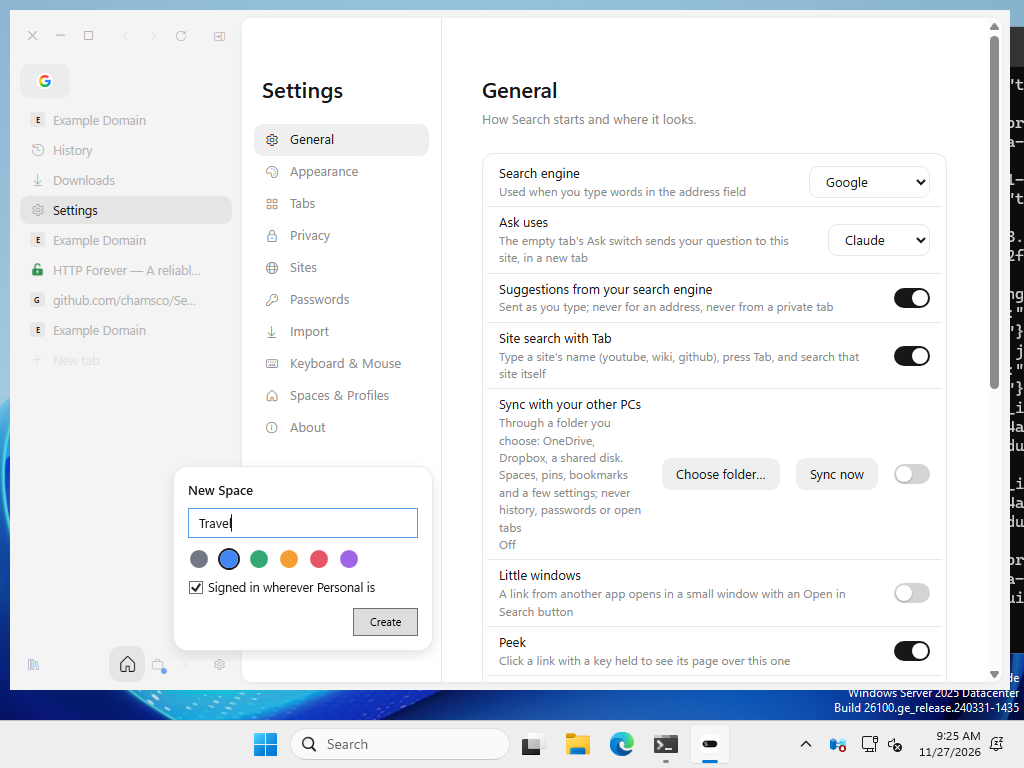 Example Domain
History
Downloads
Settings
Example Domain
HTTP Forever — A reliabl...
github.com/chamsco/Se...
Example Domain
New tab
Settings
General
Appearance
Tabs
Privacy
Sites
Passwords
Import
Keyboard & Mouse
Spaces & Profiles
About
General
How Search starts and where it looks.
Search engine
Used when you type words in the address field
Google
Ask uses
The empty tab's Ask switch sends your question to this
site, in a new tab
Claude
Suggestions from your search engine
Sent as you type; never for an address, never from a private tab
Site search with Tab
Type a site's name (youtube, wiki, github), press Tab, and search that
site itself
Sync with your other PCs
Through a folder you
choose: OneDrive,
Dropbox, a shared disk.
Spaces, pins, bookmarks
and a few settings; never
history, passwords or open
tabs
Off
Choose folder...
Sync now
Little windows
A link from another app opens in a small window with an Open in
Search button
Peek
Click a link with a key held to see its page over this one
New Space
Travel
Signed in wherever Personal is
Create
Windows Server 2025 Datacenter
Build 26100.ge_release.240331-1435
Search
9:25 AM
11/27/2026